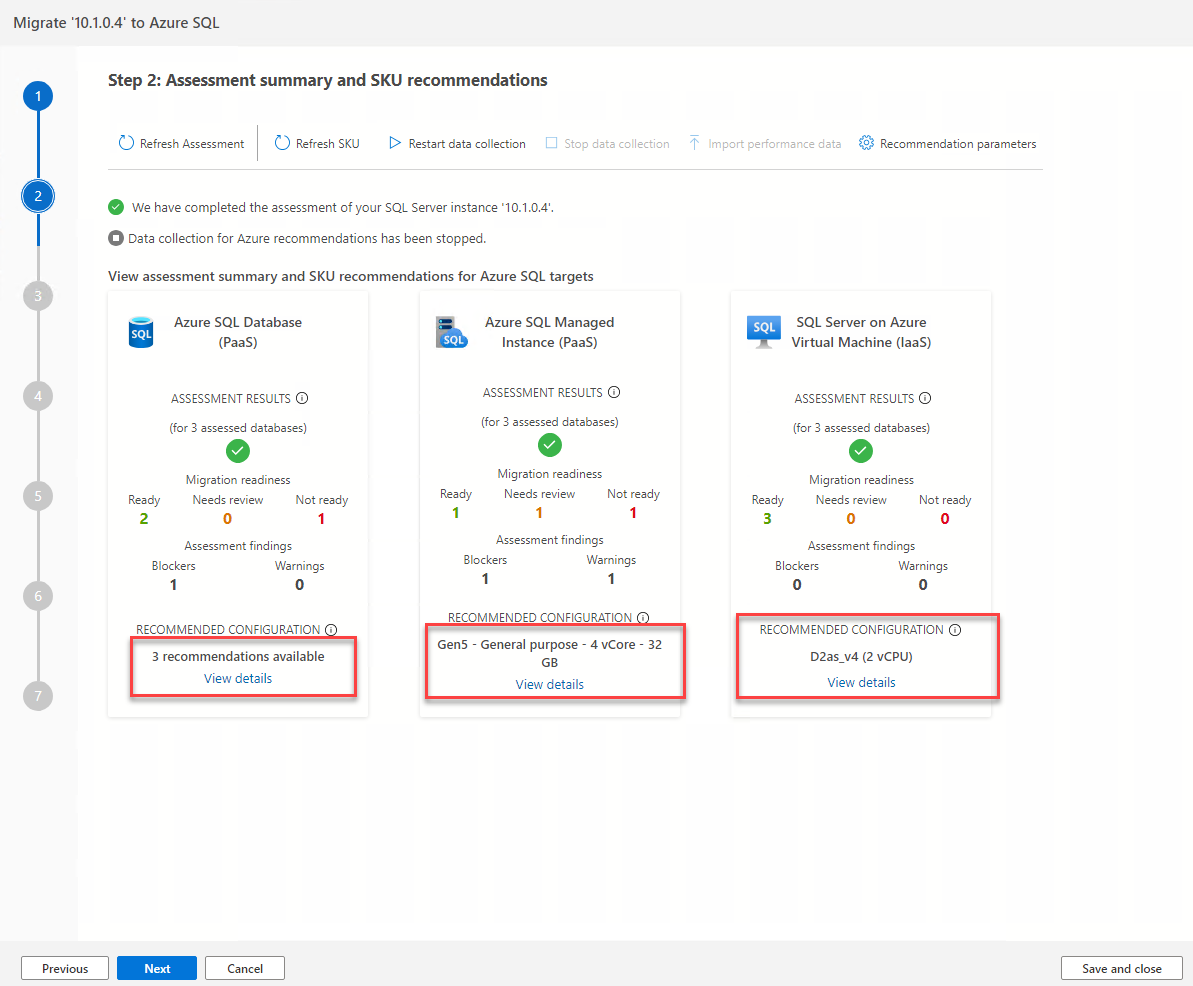 Migrate '10.1.0.4' to Azure SQL
1
2
3
4
5
6
7
Step 2: Assessment summary and SKU recommendations
Refresh Assessment
Refresh SKU
Restart data collection
Stop data collection
Import performance data
Recommendation parameters
We have completed the assessment of your SQL Server instance '10.1.0.4'.
Data collection for Azure recommendations has been stopped.
View assessment summary and SKU recommendations for Azure SQL targets
SQL
Azure SQL Database
(PaaS)
ASSESSMENT RESULTS
(for 3 assessed databases)
Migration readiness
Ready Needs review Not ready
2 0 1
Assessment findings
Blockers Warnings
1 0
RECOMMENDED CONFIGURATION
3 recommendations available
View details
SQL
Azure SQL Managed
Instance (PaaS)
ASSESSMENT RESULTS
(for 3 assessed databases)
Migration readiness
Ready Needs review Not ready
1 1 1
Assessment findings
Blockers Warnings
1 1
RECOMMENDED CONFIGURATION
Gen5 - General purpose - 4 vCore - 32
GB
View details
SQL
SQL Server on Azure
Virtual Machine (IaaS)
ASSESSMENT RESULTS
(for 3 assessed databases)
Migration readiness
Ready Needs review Not ready
3 0 0
Assessment findings
Blockers Warnings
0 0
RECOMMENDED CONFIGURATION
D2as_v4 (2 vCPU)
View details
Previous
Next
Cancel
Save and close